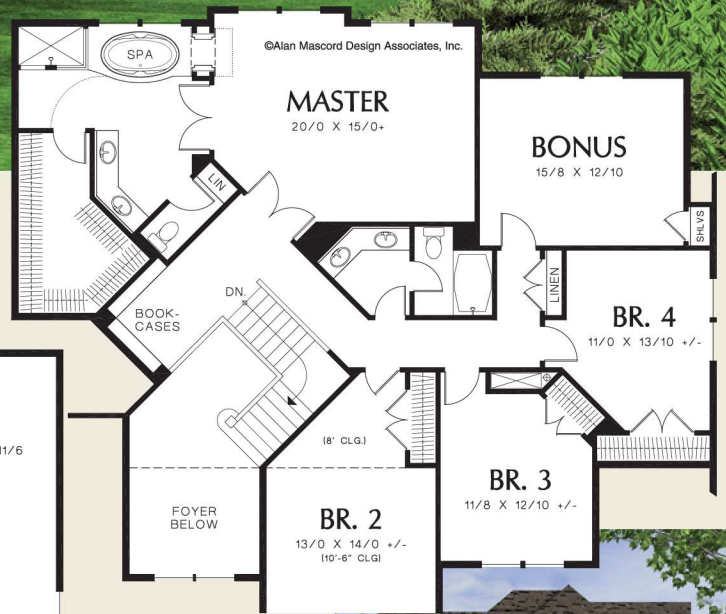 ©Alan Mascord Design Associates, Inc.
SPA
MASTER
20/0 X 15/0+
BONUS
15/8 X 12/10
LIN
SHLVS
DN.
BOOK-
CASES
LINEN
BR. 4
11/0 X 13/10 +/-
(8' CLG.)
1/6
BR. 3
11/8 X 12/10 +/-
FOYER
BELOW
BR. 2
13/0 X 14/0 +/-
(10'-6" CLG)